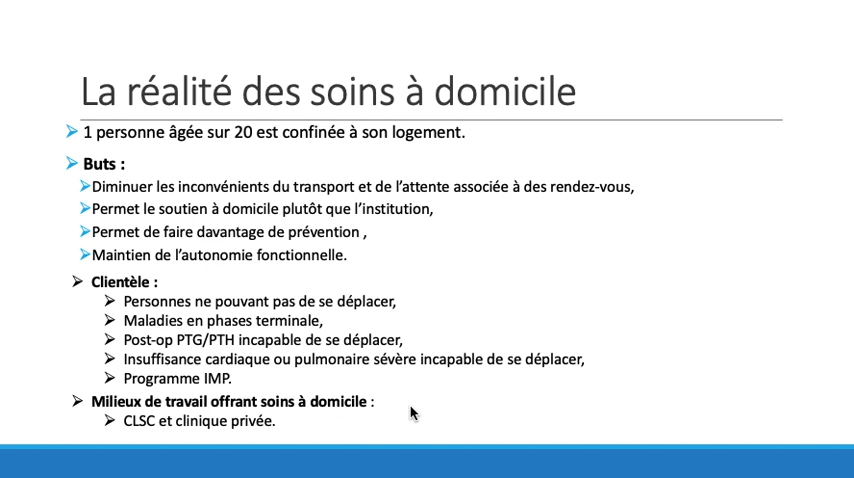 La réalité des soins à domicile
1 personne âgée sur 20 est confinée à son logement.
Buts :
Diminuer les inconvénients du transport et de l'attente associée à des rendez-vous,
Permet le soutien à domicile plutôt que l'institution,
Permet de faire davantage de prévention ,
Maintien de l'autonomie fonctionnelle.
Clientèle :
Personnes ne pouvant pas de se déplacer,
Maladies en phases terminale,
Post-op PTG/PTH incapable de se déplacer,
Insuffisance cardiaque ou pulmonaire sévère incapable de se déplacer,
Programme IMP.
Milieux de travail offrant soins à domicile :
CLSC et clinique privée.